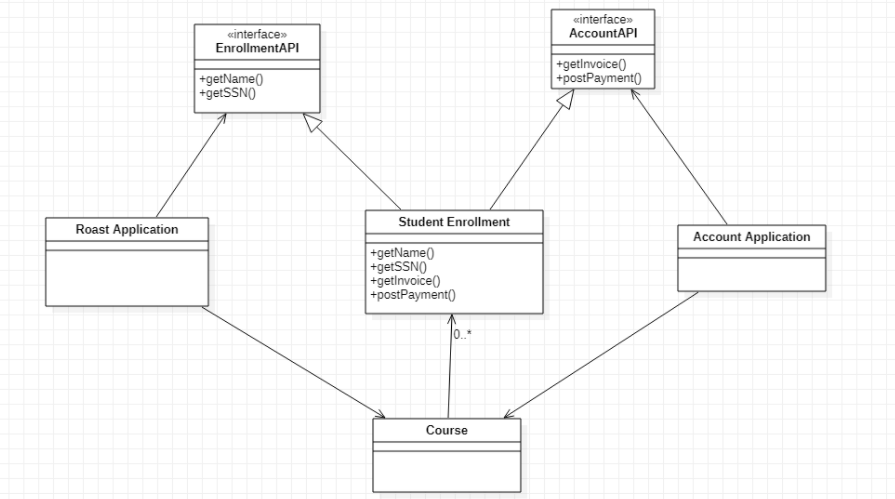 «interface»
EnrollmentAPI
+getName()
+getSSN()
«interface»
AccountAPI
+getInvoice()
+postPayment()
Roast Application
Student Enrollment
+getName()
+getSSN()
+getInvoice()
+postPayment()
Account Application
0..*
Course